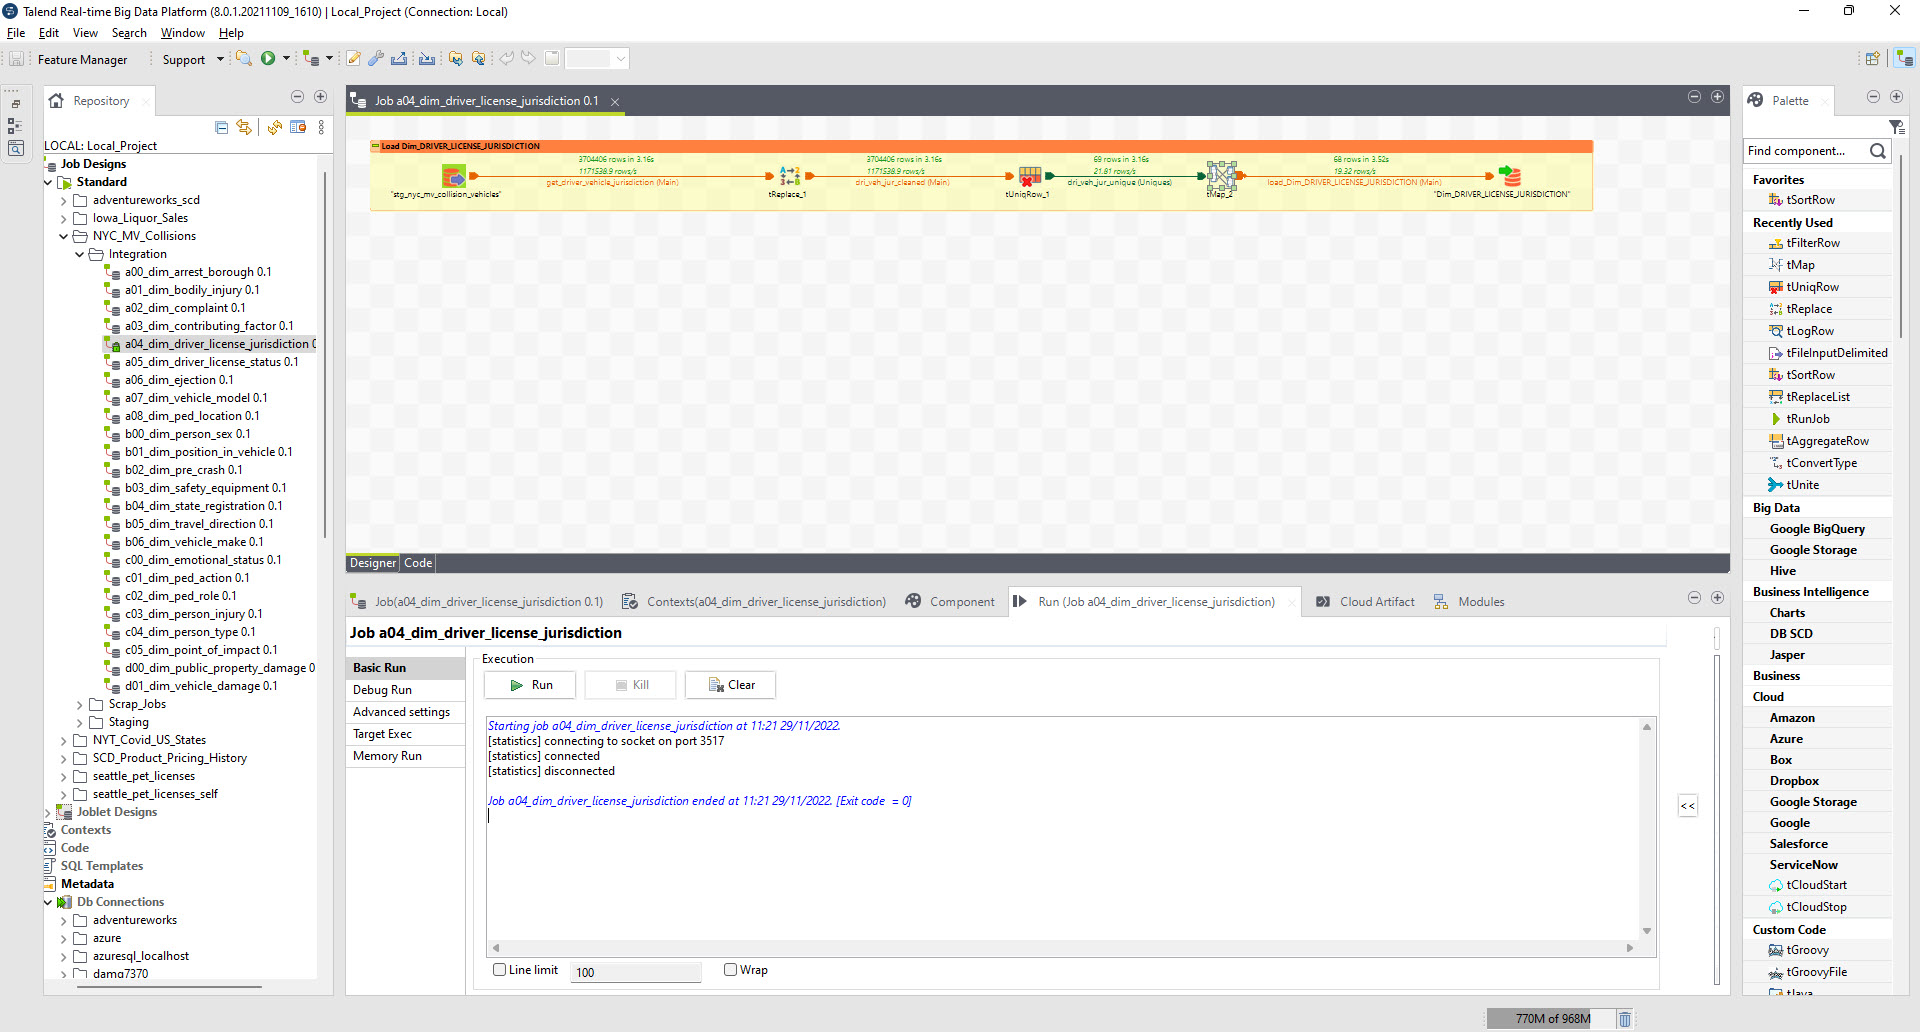 Talend Real-time Big Data Platform (8.0.1.20211109_1610) | Local_Project (Connection: Local)
File Edit View Search Window Help
Feature Manager Support
Repository
LOCAL: Local_Project
Job Designs
Standard
adventureworks_scd
Iowa_Liquor_Sales
NYC_MV_Collisions
Integration
a00_dim_arrest_borough 0.1
a01_dim_bodily_injury 0.1
a02_dim_complaint 0.1
a03_dim_contributing_factor 0.1
a04_dim_driver_license_jurisdiction 0
a05_dim_driver_license_status 0.1
a06_dim_ejection 0.1
a07_dim_vehicle_model 0.1
a08_dim_ped_location 0.1
b00_dim_person_sex 0.1
b01_dim_position_in_vehicle 0.1
b02_dim_pre_crash 0.1
b03_dim_safety_equipment 0.1
b04_dim_state_registration 0.1
b05_dim_travel_direction 0.1
b06_dim_vehicle_make 0.1
c00_dim_emotional_status 0.1
c01_dim_ped_action 0.1
c02_dim_ped_role 0.1
c03_dim_person_injury 0.1
c04_dim_person_type 0.1
c05_dim_point_of_impact 0.1
d00_dim_public_property_damage 0
d01_dim_vehicle_damage 0.1
Scrap_Jobs
Staging
NYT_Covid_US_States
SCD_Product_Pricing_History
seattle_pet_licenses
seattle_pet_licenses_self
Joblet Designs
Contexts
Code
SQL Templates
Metadata
Db Connections
adventureworks
azure
azuresql_localhost
damg7370
Job a04_dim_driver_license_jurisdiction 0.1
Load Dim_DRIVER_LICENSE_JURISDICTION
3704406 rows in 3.16s 3704406 rows in 3.16s 69 rows in 3.16s 68 rows in 3.52s
1171538.9 rows/s 1171538.9 rows/s 21.81 rows/s 19.32 rows/s
get_driver_vehicle_jurisdiction (Main) dri_veh_jur_cleaned (Main) dri_veh_jur_unique (Uniques) load_Dim_DRIVER_LICENSE_JURISDICTION (Main)
"stg_nyc_mv_collision_vehicles" tReplace_1 tUniqRow_1 tMap_2 "Dim_DRIVER_LICENSE_JURISDICTION"
Designer Code
Job(a04_dim_driver_license_jurisdiction 0.1) Contexts(a04_dim_driver_license_jurisdiction) Component Run (Job a04_dim_driver_license_jurisdiction) Cloud Artifact Modules
Job a04_dim_driver_license_jurisdiction
Basic Run
Debug Run
Advanced settings
Target Exec
Memory Run
Execution
Run Kill Clear
Starting job a04_dim_driver_license_jurisdiction at 11:21 29/11/2022.
[statistics] connecting to socket on port 3517
[statistics] connected
[statistics] disconnected
Job a04_dim_driver_license_jurisdiction ended at 11:21 29/11/2022. [Exit code = 0]
<<
Line limit 100 Wrap
Palette
Find component...
Favorites
tSortRow
Recently Used
tFilterRow
tMap
tUniqRow
tReplace
tLogRow
tFileInputDelimited
tSortRow
tReplaceList
tRunJob
tAggregateRow
tConvertType
tUnite
Big Data
Google BigQuery
Google Storage
Hive
Business Intelligence
Charts
DB SCD
Jasper
Business
Cloud
Amazon
Azure
Box
Dropbox
Google Storage
Google
Salesforce
ServiceNow
tCloudStart
tCloudStop
Custom Code
tGroovy
tGroovyFile
tJava
770M of 968M